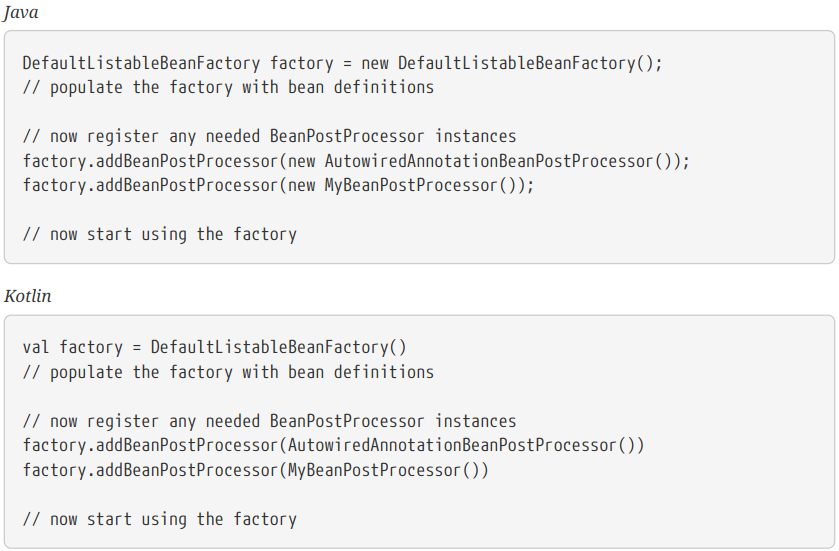 Java
DefaultListableBeanFactory factory = new DefaultListableBeanFactory();
// populate the factory with bean definitions
// now register any needed BeanPostProcessor instances
factory.addBeanPostProcessor(new AutowiredAnnotationBeanPostProcessor());
factory.addBeanPostProcessor(new MyBeanPostProcessor());
// now start using the factory
Kotlin
val factory = DefaultListableBeanFactory()
// populate the factory with bean definitions
// now register any needed BeanPostProcessor instances
factory.addBeanPostProcessor(AutowiredAnnotationBeanPostProcessor())
factory.addBeanPostProcessor(MyBeanPostProcessor())
// now start using the factory